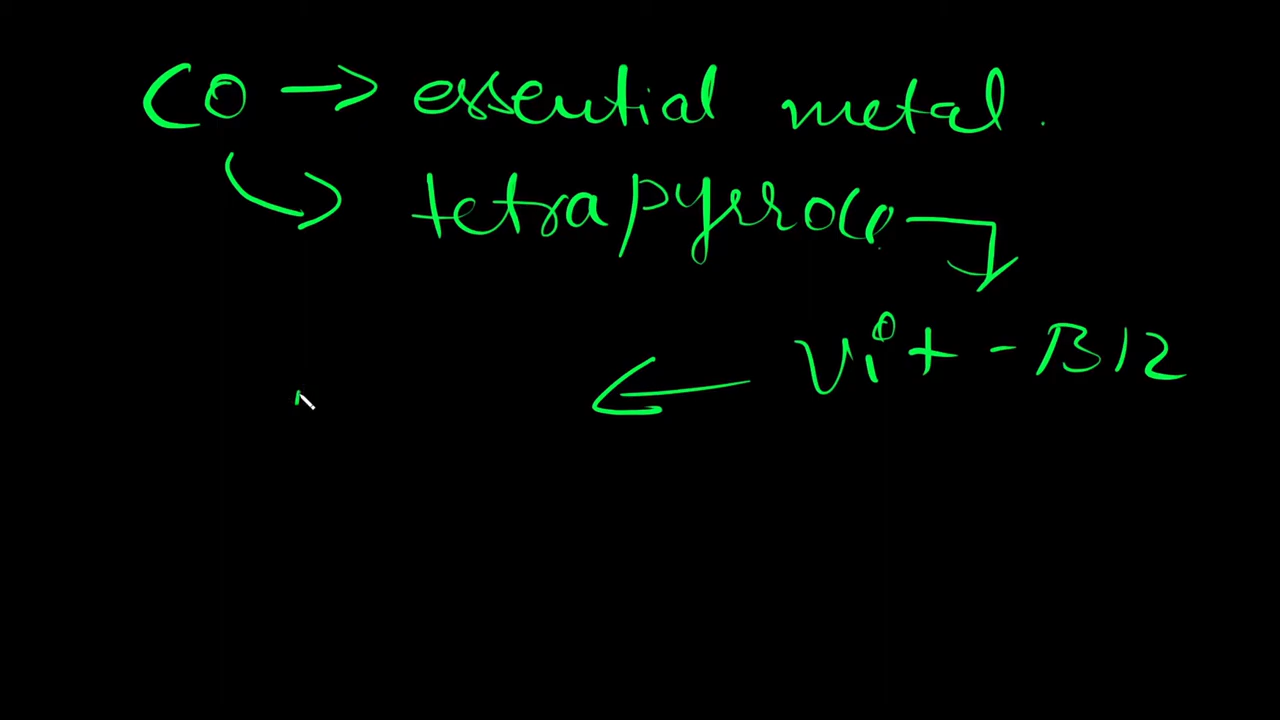 CO → essential metal.
→ tetrapyrrole
← Vit - B12